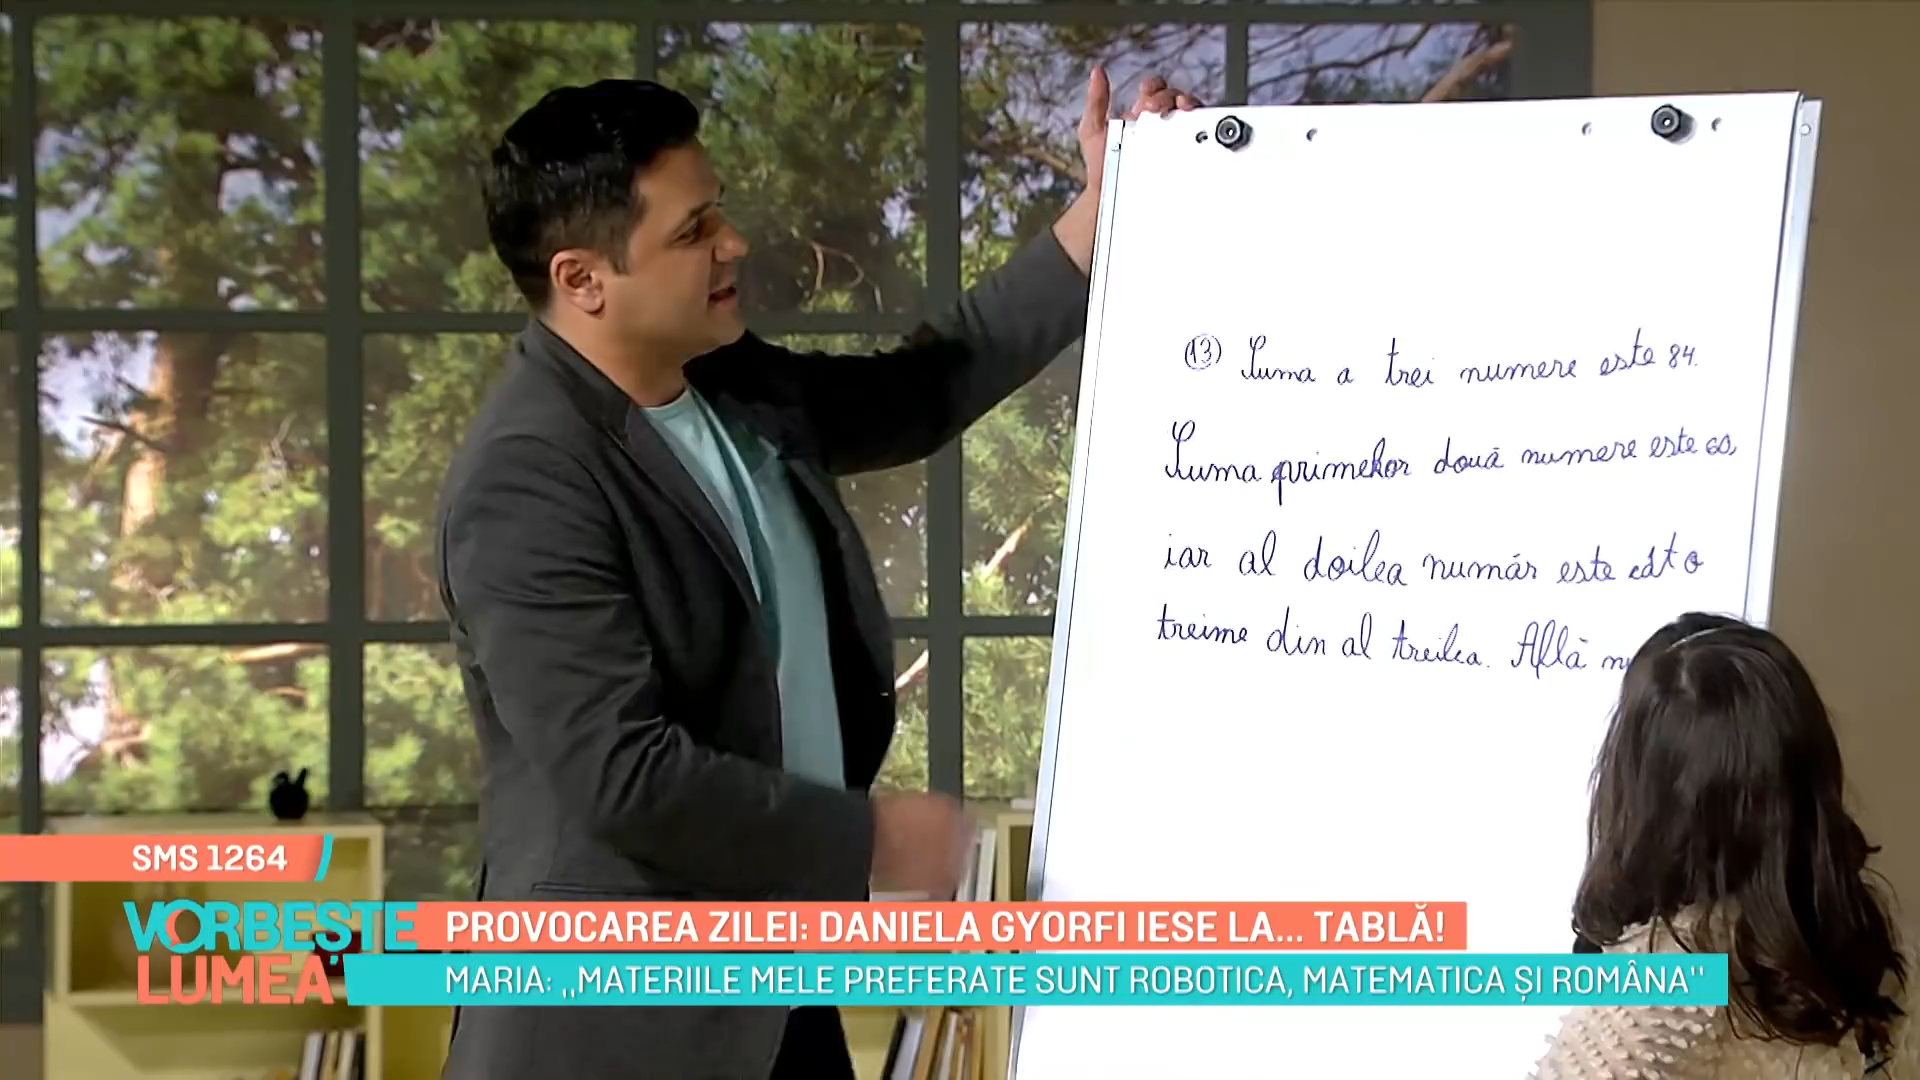 (13) Suma a trei numere este 84.
Suma primelor două numere este 60,
iar al doilea număr este cât o
treime din al treilea. Află
SMS 1264
VORBEȘTE
LUMEA
PROVOCAREA ZILEI: DANIELA GYORFI IESE LA... TABLĂ!
MARIA: ,,MATERIILE MELE PREFERATE SUNT ROBOTICA, MATEMATICA ȘI ROMÂNA''